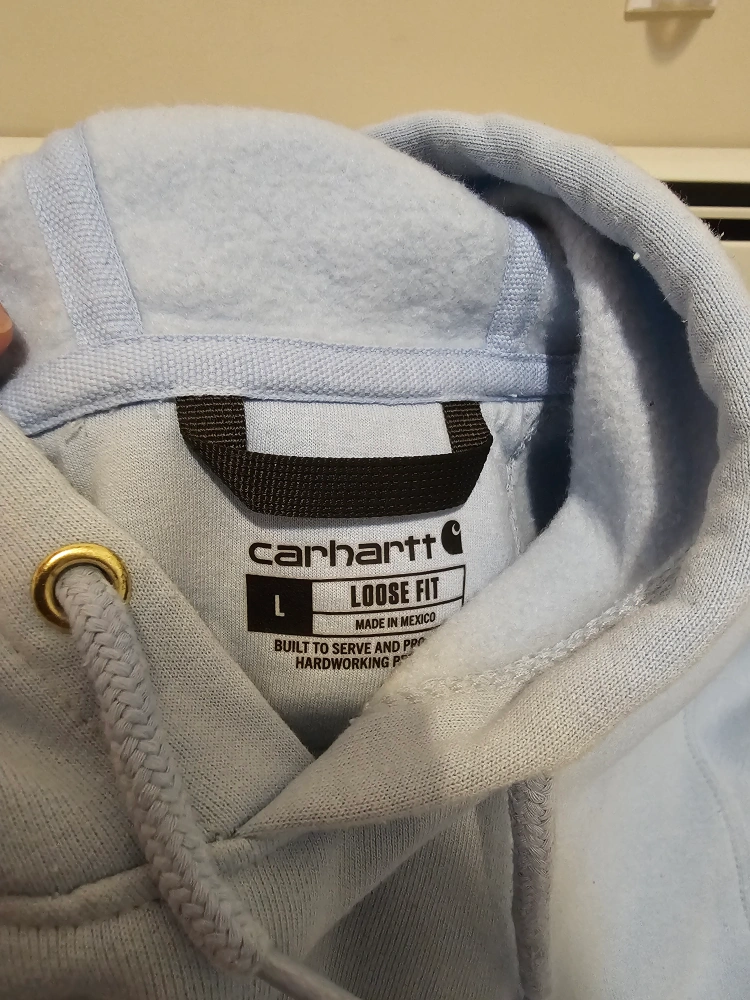 carhartt
L LOOSE FIT
MADE IN MEXICO
BUILT TO SERVE AND
HARDWORKING